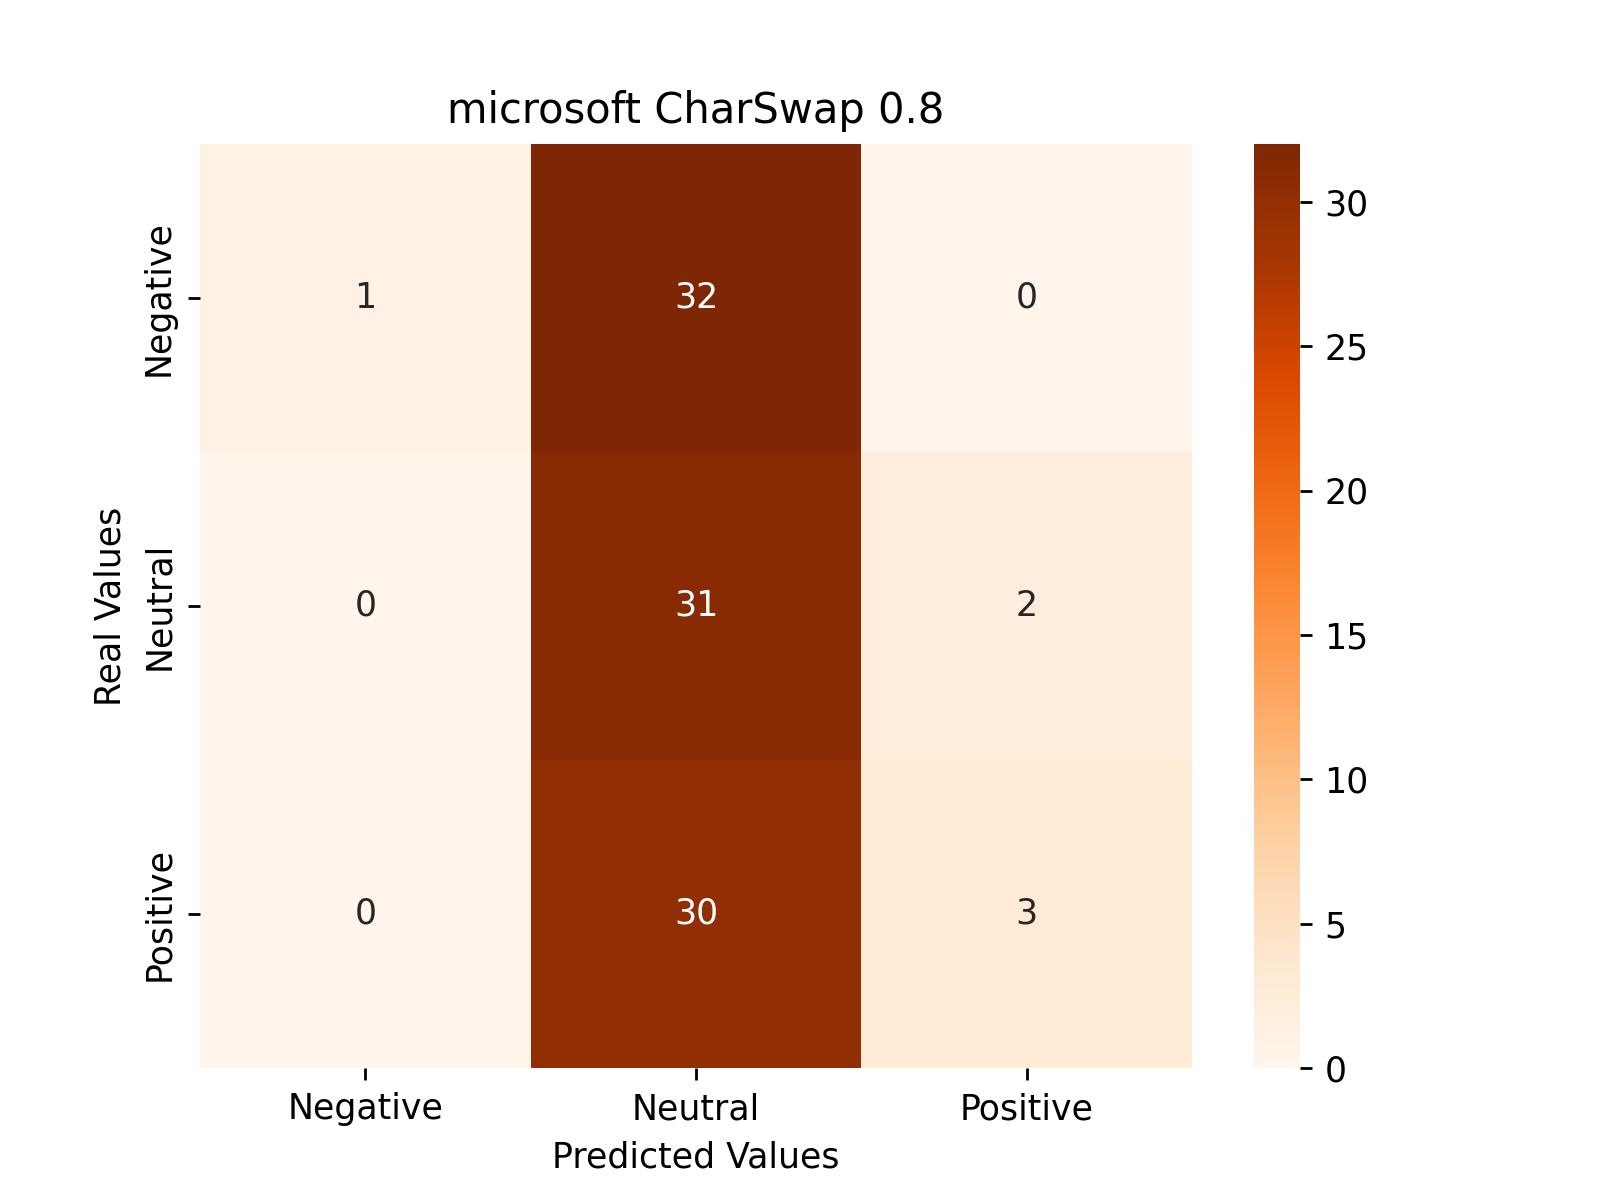 microsoft CharSwap 0.8
Real Values
Negative
1 32 0
Neutral
0 31 2
Positive
0 30 3
Negative Neutral Positive
Predicted Values
30
25
20
15
10
5
0